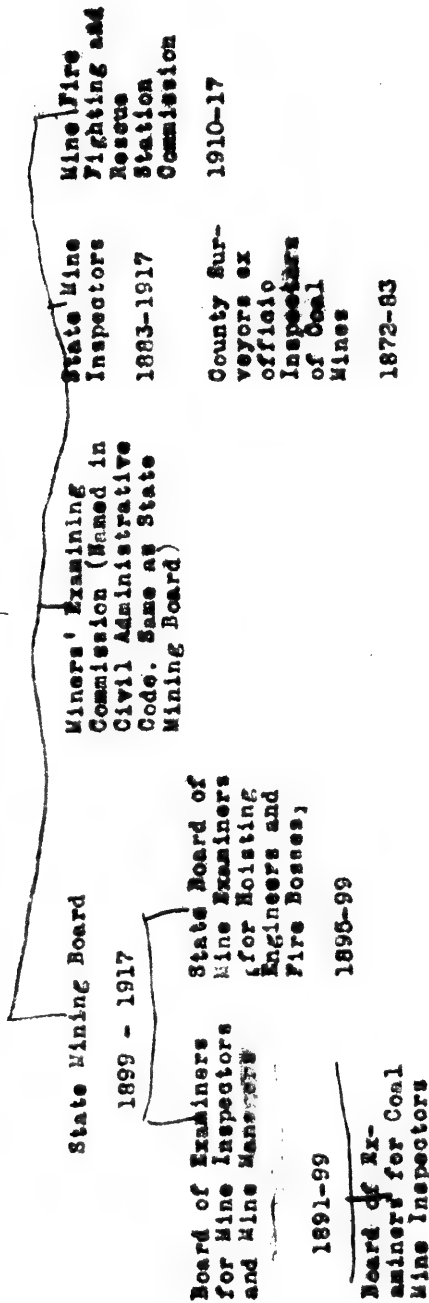 State Mining Board
1899 - 1917
Board of Examiners
for Mine Inspectors
and Mine Managers
1891-99
Board of Ex-
aminers for Coal
Mine Inspectors
State Board of
Mine Examiners
(for Hoisting
Engineers and
Fire Bosses;
1895-99
Miners' Examining
Commission (Named in
Civil Administrative
Code. Same as State
Mining Board)
State Mine
Inspectors
1883-1917
County Sur-
veyors ex
officio
Inspectors
of Coal
Mines
1872-83
Mine Fire
Fighting and
Rescue
Station
Commission
1910-17